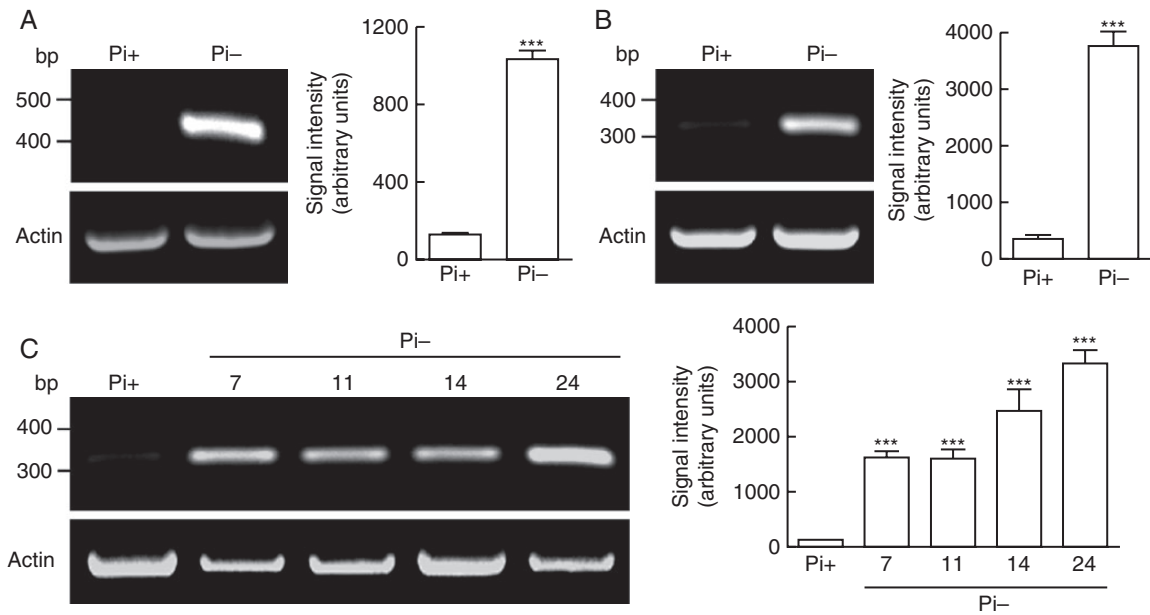 A
bp Pi+ Pi–
500
400
Actin
Signal intensity
(arbitrary units)
1200
800
400
0
***
Pi+ Pi–
B
bp Pi+ Pi–
400
300
Actin
Signal intensity
(arbitrary units)
4000
3000
2000
1000
0
***
Pi+ Pi–
C
Pi–
bp Pi+ 7 11 14 24
400
300
Actin
Signal intensity
(arbitrary units)
4000
3000
2000
1000
0
*** *** *** ***
Pi+ 7 11 14 24
Pi–